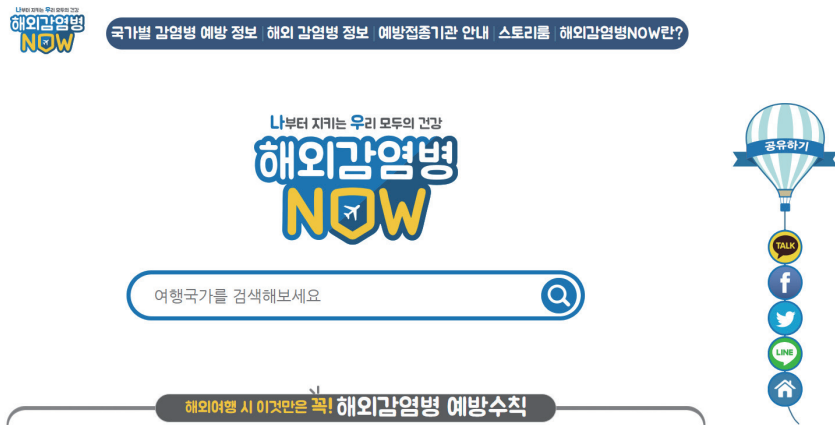 나부터 지키는 우리 모두의 건강
해외감염병
NOW
국가별 감염병 예방 정보 | 해외 감염병 정보 | 예방접종기관 안내 | 스토리룸 | 해외감염병NOW란?
나부터 지키는 우리 모두의 건강
해외감염병
NOW
공유하기
TALK
f
여행국가를 검색해보세요
LINE
해외여행 시 이것만은 꼭! 해외감염병 예방수칙